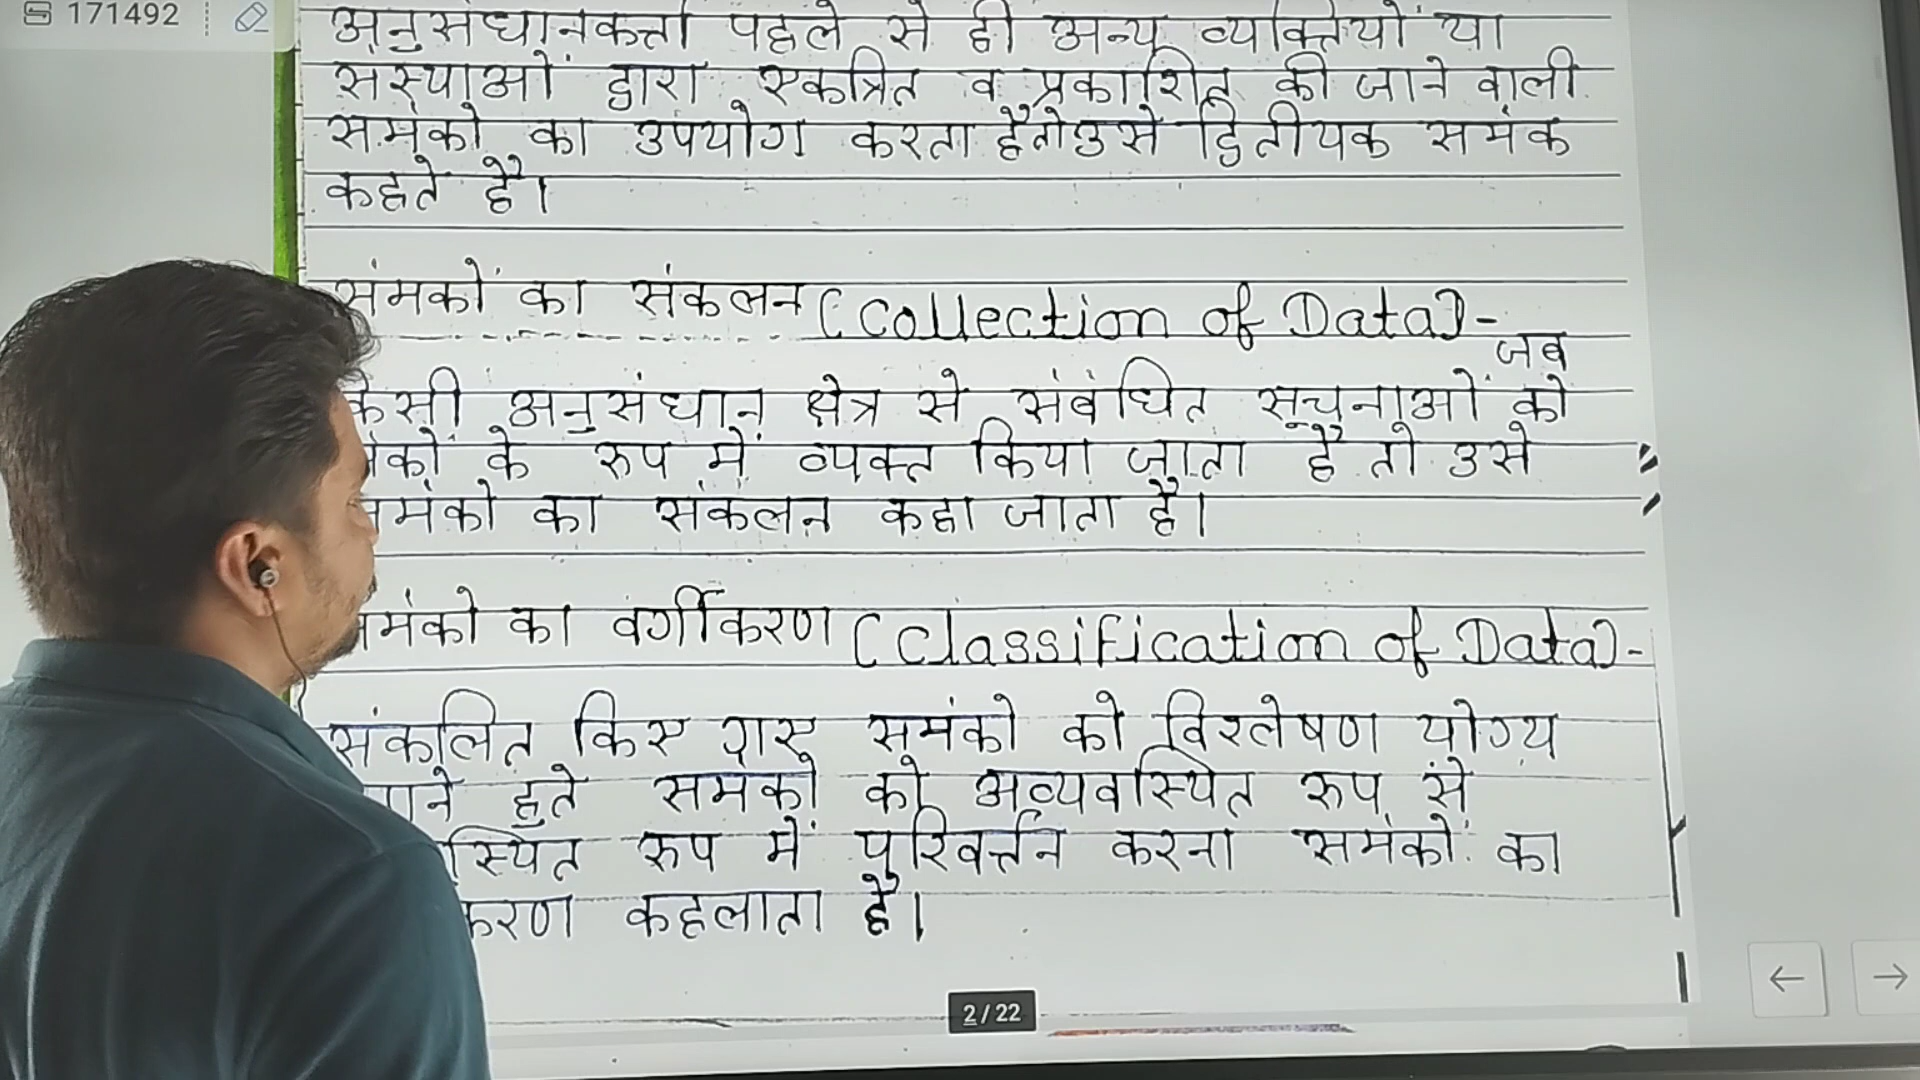 171492
अनुसंधानकर्त्ता पहले से ही अन्य व्यक्तियों या
संस्थाओं द्वारा एकत्रित व प्रकाशित की जाने वाली
समंको का उपयोग करता है तो उसे द्वितीयक समंक
कहते है।
संमकों का संकलन (Collection of Data)-
जब
किसी अनुसंधान क्षेत्र से संबंधित सूचनाओं को
के रूप में व्यक्त किया जाता है तो उसे
समंको का संकलन कहा जाता है।
समंको का वर्गीकरण (Classification of Data)-
संकलित किए गए समंको को विश्लेषण योग्य
हुते समंको को अव्यवस्थित रूप सें
रूप में परिवर्त्तन करना समंकों का
कहलाता है।
2 / 22